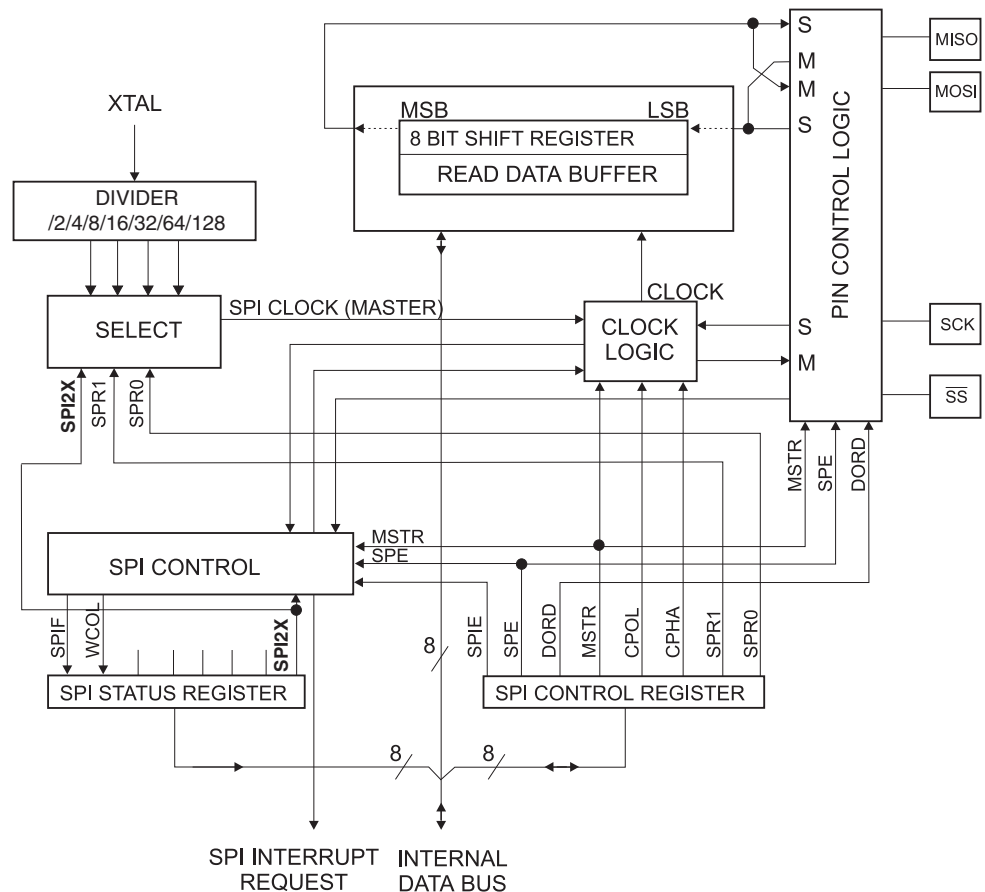 S
MISO
M
M
MOSI
S
MSB
LSB
8 BIT SHIFT REGISTER
READ DATA BUFFER
XTAL
DIVIDER
/2/4/8/16/32/64/128
PIN CONTROL LOGIC
SPI CLOCK (MASTER)
CLOCK
SELECT
CLOCK
LOGIC
S
M
SCK
SS
SPI2X
SPR1
SPR0
MSTR
SPE
DORD
MSTR
SPE
SPI CONTROL
SPIF
WCOL
SPI2X
8
SPIE
SPE
DORD
MSTR
CPOL
CPHA
SPR1
SPR0
SPI STATUS REGISTER
SPI CONTROL REGISTER
8
8
SPI INTERRUPT
REQUEST
INTERNAL
DATA BUS